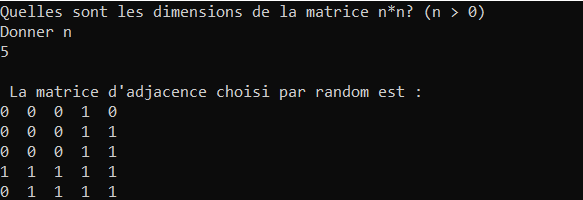 Quelles sont les dimensions de la matrice n*n? (n > 0)
Donner n
5
La matrice d'adjacence choisi par random est :
0 0 0 1 0
0 0 0 1 1
0 0 0 1 1
1 1 1 1 1
0 1 1 1 1